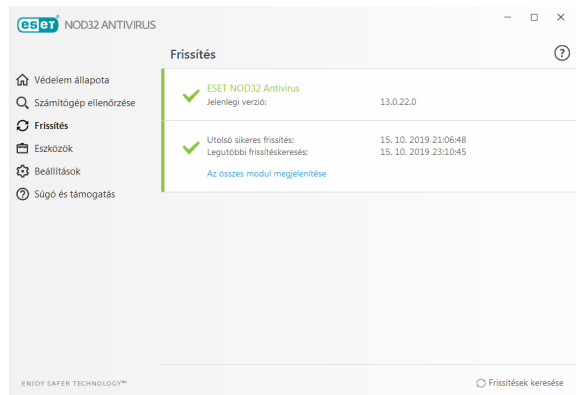 eset NOD32 ANTIVIRUS
Frissítés
Védelem állapota
Számítógép ellenőrzése
Frissítés
Eszközök
Beállítások
Súgó és támogatás
ESET NOD32 Antivirus
Jelenlegi verzió: 13.0.22.0
Utolsó sikeres frissítés: 15. 10. 2019 21:06:48
Legutóbbi frissítéskeresés: 15. 10. 2019 23:10:45
Az összes modul megjelenítése
ENJOY SAFER TECHNOLOGY™
Frissítések keresése